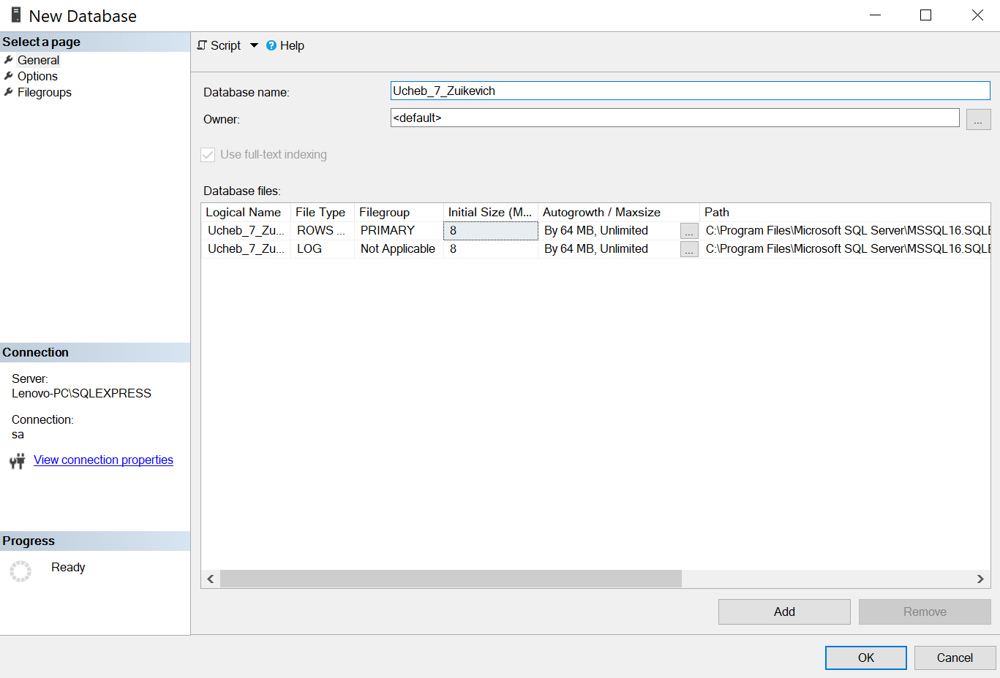 New Database
Select a page
General
Options
Filegroups
Script
Help
Database name:
Ucheb_7_Zuikevich
Owner:
<default>
...
Use full-text indexing
Database files:
Logical Name File Type Filegroup Initial Size (M... Autogrowth / Maxsize Path
Ucheb_7_Zu... ROWS ... PRIMARY 8 By 64 MB, Unlimited ... C:\Program Files\Microsoft SQL Server\MSSQL16.SQLE
Ucheb_7_Zu... LOG Not Applicable 8 By 64 MB, Unlimited ... C:\Program Files\Microsoft SQL Server\MSSQL16.SQLE
Connection
Server:
Lenovo-PC\SQLEXPRESS
Connection:
sa
View connection properties
Progress
Ready
Add
Remove
OK
Cancel